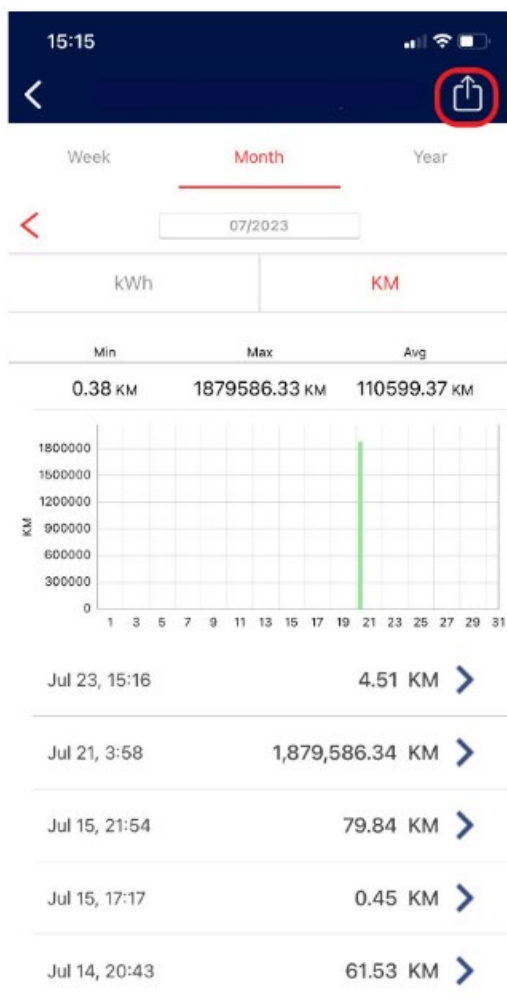 15:15
Week Month Year
07/2023
kWh KM
Min Max Avg
0.38 KM 1879586.33 KM 110599.37 KM
1800000
1500000
1200000
900000
600000
300000
0
KM
1 3 5 7 9 11 13 15 17 19 21 23 25 27 29 31
Jul 23, 15:16 4.51 KM
Jul 21, 3:58 1,879,586.34 KM
Jul 15, 21:54 79.84 KM
Jul 15, 17:17 0.45 KM
Jul 14, 20:43 61.53 KM